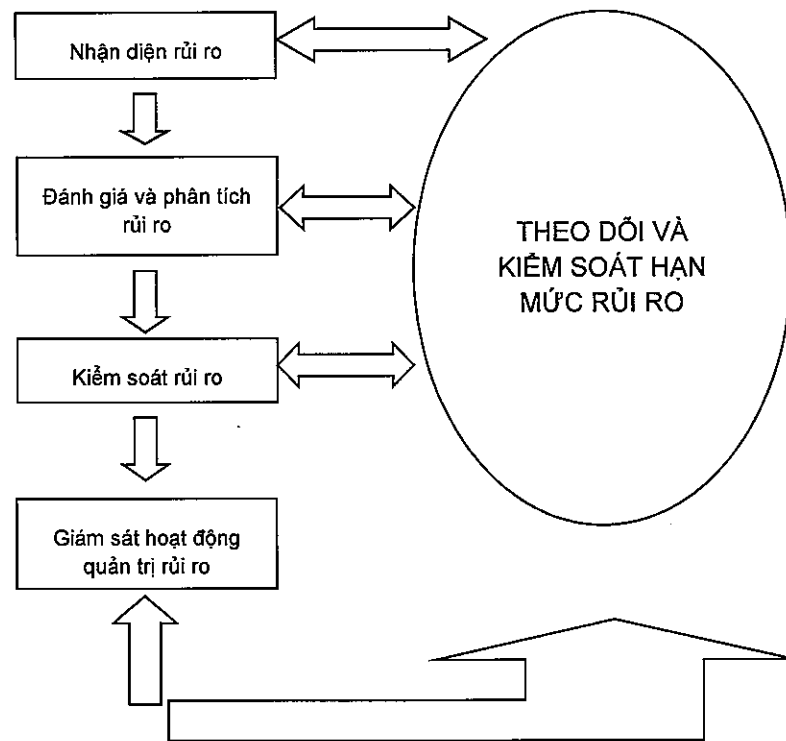 Nhận diện rủi ro
Đánh giá và phân tích
rủi ro
THEO DÕI VÀ
KIỂM SOÁT HẠN
MỨC RỦI RO
Kiểm soát rủi ro
Giám sát hoạt động
quản trị rủi ro